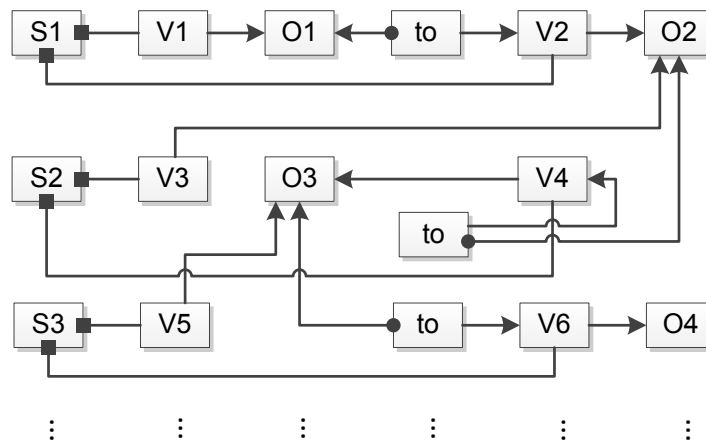 S1 V1 O1 to V2 O2
S2 V3 O3 V4
to
S3 V5 to V6 O4
⋮ ⋮ ⋮ ⋮ ⋮ ⋮